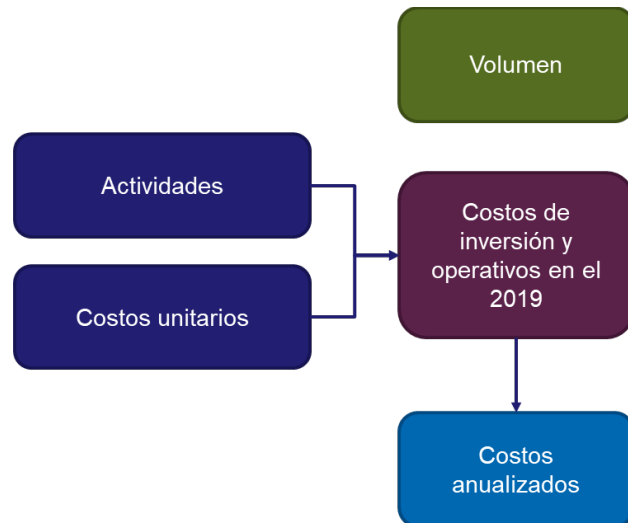 Volumen
Actividades
Costos de
inversión y
operativos en el
2019
Costos unitarios
Costos
anualizados